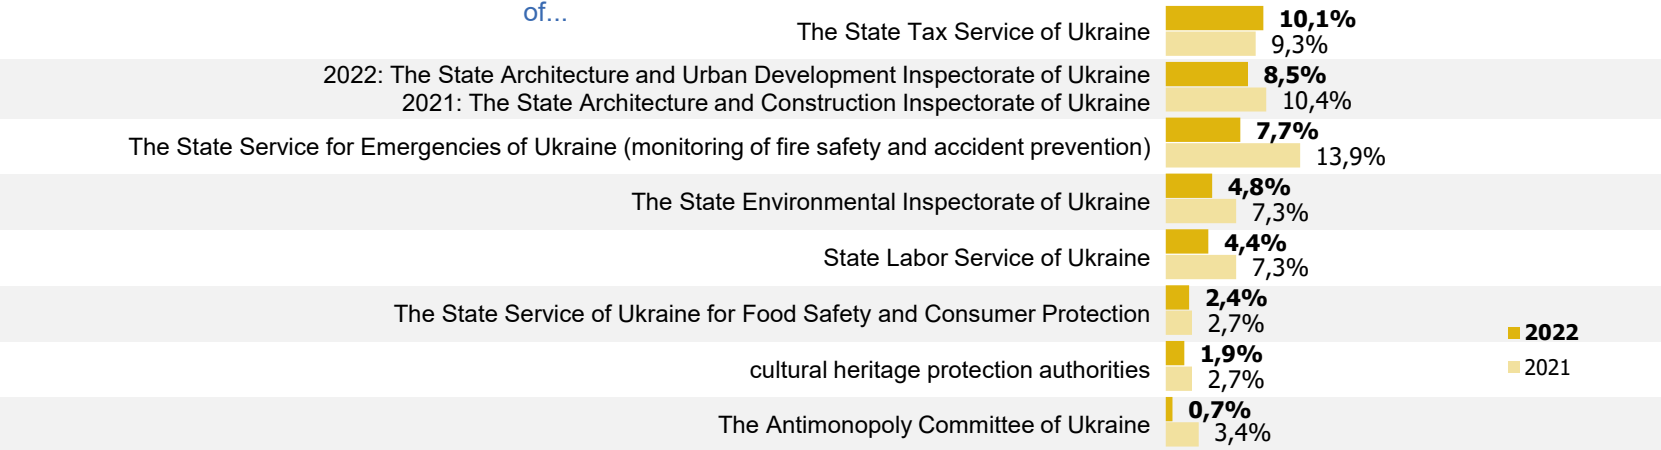 of...
The State Tax Service of Ukraine
10,1%
9,3%
2022: The State Architecture and Urban Development Inspectorate of Ukraine
2021: The State Architecture and Construction Inspectorate of Ukraine
8,5%
10,4%
The State Service for Emergencies of Ukraine (monitoring of fire safety and accident prevention)
7,7%
13,9%
The State Environmental Inspectorate of Ukraine
4,8%
7,3%
State Labor Service of Ukraine
4,4%
7,3%
The State Service of Ukraine for Food Safety and Consumer Protection
2,4%
2,7%
cultural heritage protection authorities
1,9%
2,7%
The Antimonopoly Committee of Ukraine
0,7%
3,4%
2022
2021